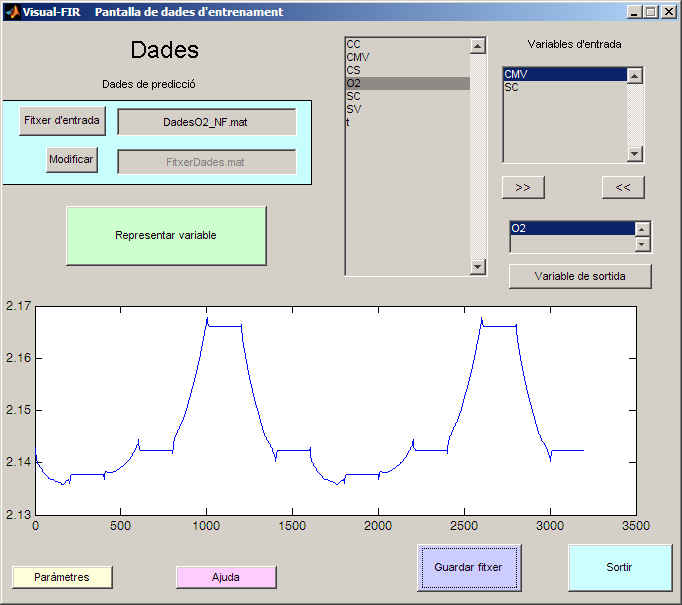 Visual-FIR Pantalla de dades d'entrenament
Dades
Dades de predicció
Fitxer d'entrada
DadesO2_NF.mat
Modificar
FitxerDades.mat
Representar variable
CC
CMV
CS
O2
SC
SV
t
Variables d'entrada
CMV
SC
>>
<<
O2
Variable de sortida
2.17
2.16
2.15
2.14
2.13
0
500
1000
1500
2000
2500
3000
3500
Paràmetres
Ajuda
Guardar fitxer
Sortir